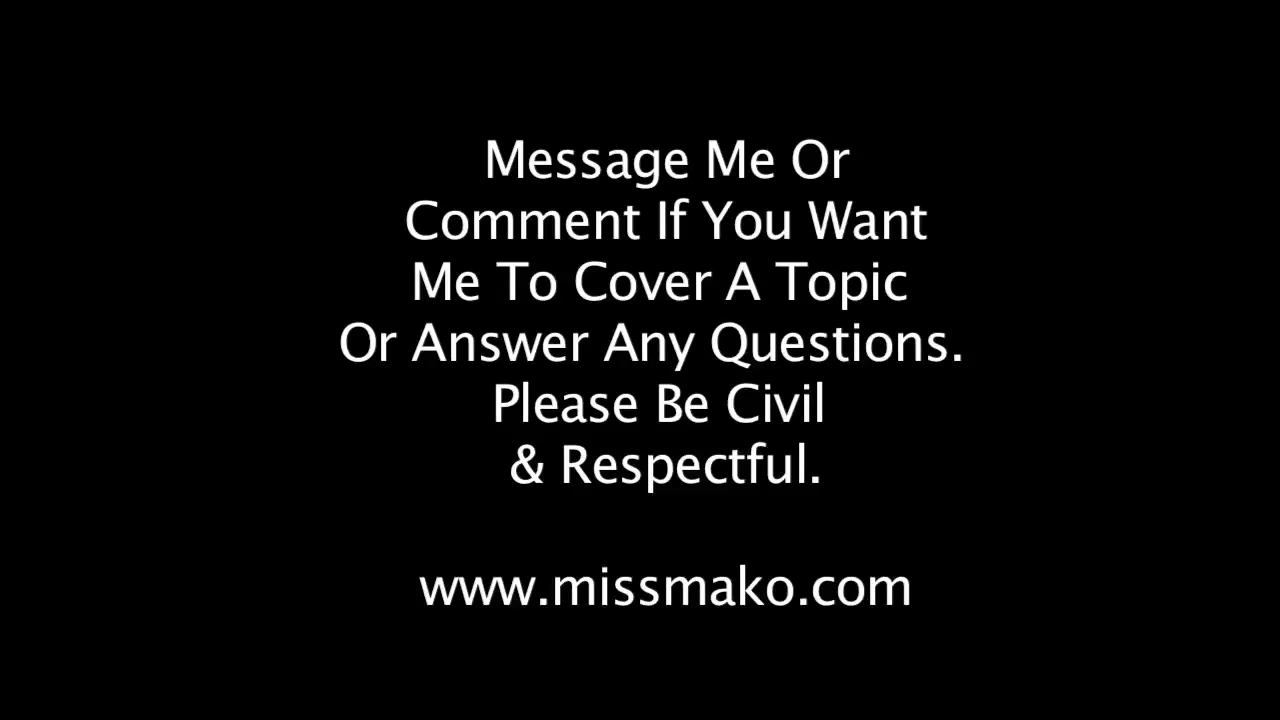 Message Me Or
Comment If You Want
Me To Cover A Topic
Or Answer Any Questions.
Please Be Civil
& Respectful.
www.missmako.com